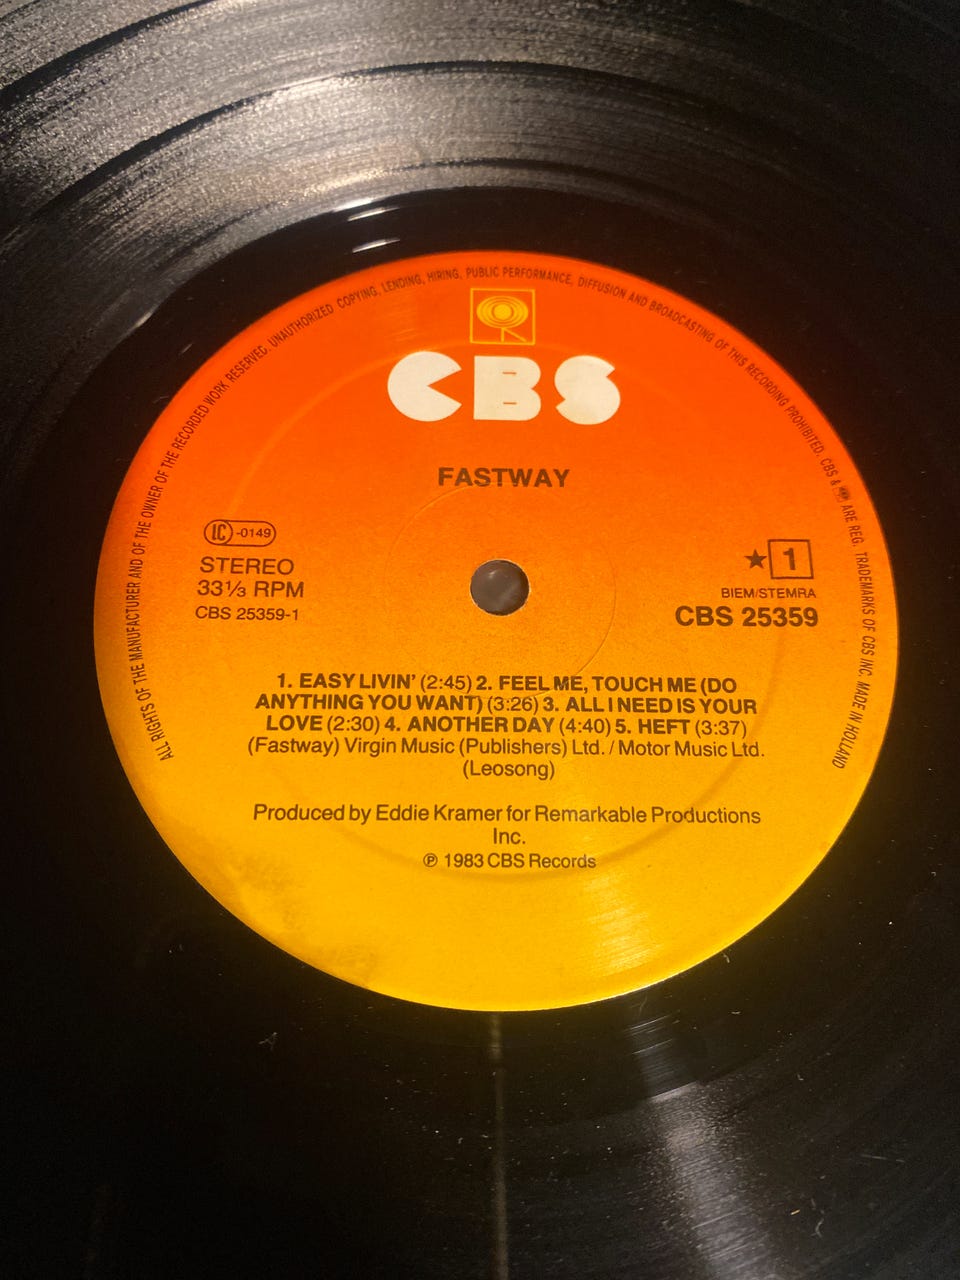 ALL RIGHTS OF THE MANUFACTURER AND OF THE OWNER OF THE RECORDED WORK RESERVED. UNAUTHORIZED COPYING, LENDING, HIRING, PUBLIC PERFORMANCE, DIFFUSION AND BROADCASTING OF THIS RECORDING PROHIBITED. CBS & ARE REG. TRADEMARKS OF CBS INC. MADE IN HOLLAND
CBS
FASTWAY
LC -0149
STEREO
33⅓ RPM
CBS 25359-1
★ 1
BIEM/STEMRA
CBS 25359
1. EASY LIVIN' (2:45) 2. FEEL ME, TOUCH ME (DO
ANYTHING YOU WANT) (3:26) 3. ALL I NEED IS YOUR
LOVE (2:30) 4. ANOTHER DAY (4:40) 5. HEFT (3:37)
(Fastway) Virgin Music (Publishers) Ltd. / Motor Music Ltd.
(Leosong)
Produced by Eddie Kramer for Remarkable Productions
Inc.
℗ 1983 CBS Records